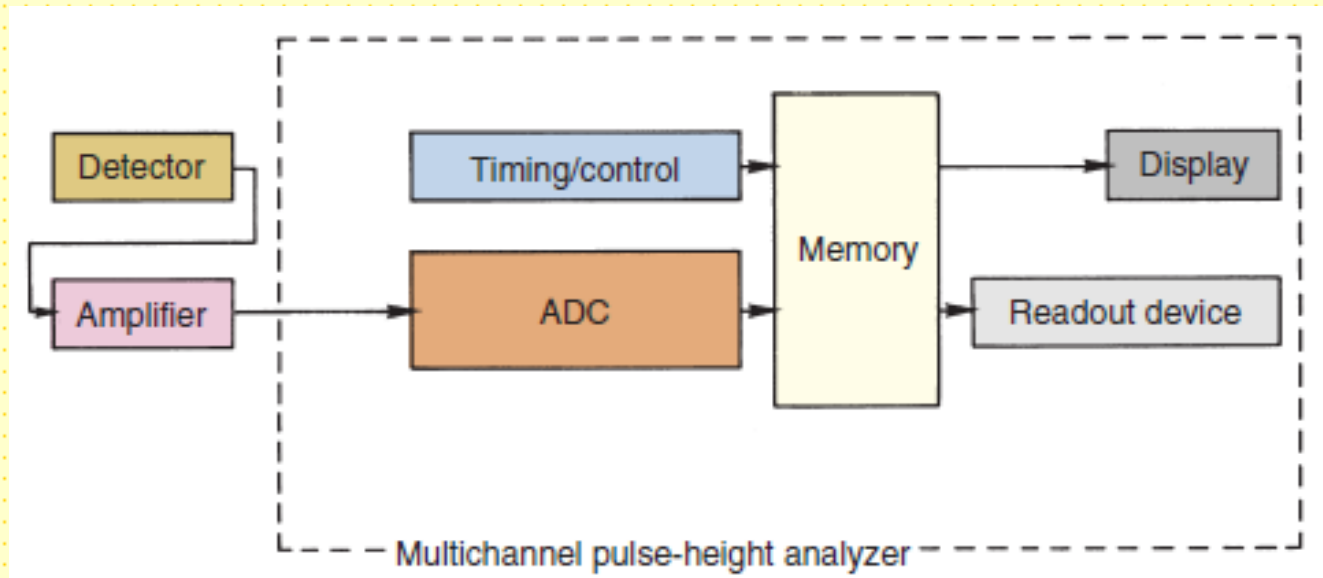 Detector
Timing/control
Display
Memory
Amplifier
ADC
Readout device
Multichannel pulse-height analyzer